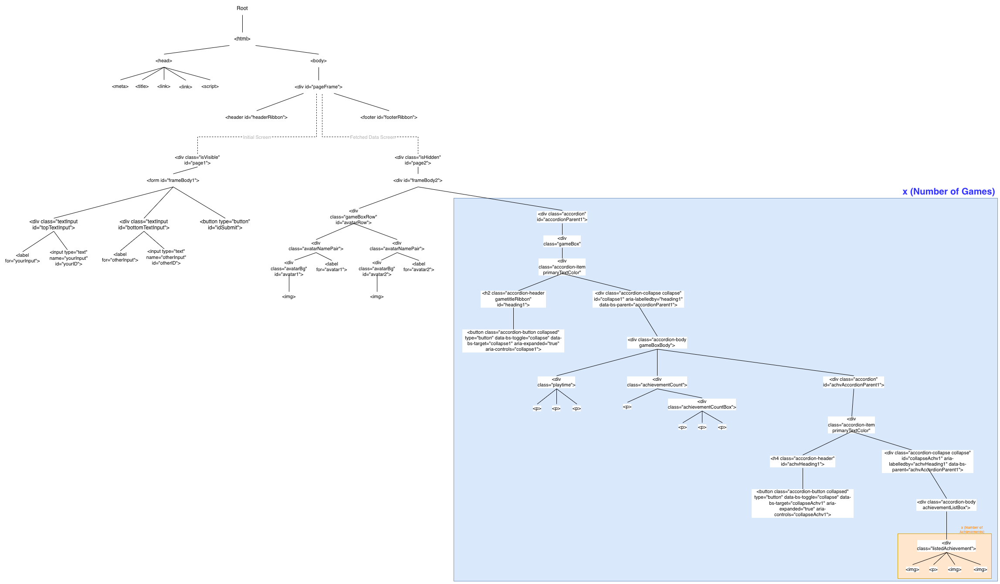 Root
<html>
<head>
<body>
<meta>
<title>
<link>
<link>
<script>
<div id="pageFrame">
<header id="headerRibbon">
<footer id="footerRibbon">
Initial Screen
Fetched Data Screen
<div class="isVisible"
id="page1">
<div class="isHidden"
id="page2">
<form id="frameBody1">
<div id="frameBody2">
x (Number of Games)
<div class="textInput
id="topTextInput">
<div class="textInput
id="bottomTextInput">
<button type="button"
id="idSubmit">
<label
for="yourInput">
<input type="text"
name="yourInput"
id="yourID">
<label
for="otherInput">
<input type="text"
name="otherInput"
id="otherID">
<div
class="gameBoxRow"
id="avatarRow">
<div
class="avatarNamePair">
<div
class="avatarNamePair">
<div
class="avatarBg"
id="avatar1">
<label
for="avatar1">
<div
class="avatarBg"
id="avatar2">
<label
for="avatar2">
<img>
<img>
<div class="accordion"
id="accordionParent1">
<div
class="gameBox"
<div
class="accordion-item
primaryTextColor"
<h2 class="accordion-header
gametitleRibbon"
id="heading1">
<div class="accordion-collapse collapse"
id="collapse1" aria-labelledby="heading1"
data-bs-parent="accordionParent1">
<button class="accordion-button collapsed"
type="button" data-bs-toggle="collapse" data-
bs-target="collapse1" aria-expanded="true"
aria-controls="collapse1">
<div class="accordion-body
gameBoxBody">
<div
class="playtime">
<div
class="achievementCount">
<div class="accordion"
id="achvAccordionParent1">
<p>
<p>
<p>
<p>
<div
class="achievementCountBox">
<p>
<p>
<p>
<div
class="accordion-item
primaryTextColor"
<h4 class="accordion-header"
id="achvHeading1">
<div class="accordion-collapse collapse"
id="collapseAchv1" aria-
labelledby="achvHeading1" data-bs-
parent="achvAccordionParent1">
<button class="accordion-button collapsed"
type="button" data-bs-toggle="collapse" data-
bs-target="collapseAchv1" aria-
expanded="true" aria-
controls="collapseAchv1">
<div class="accordion-body
achievementListBox">
x (Number of
Achievements)
<div
class="listedAchievement">
<img>
<p>
<img>
<img>